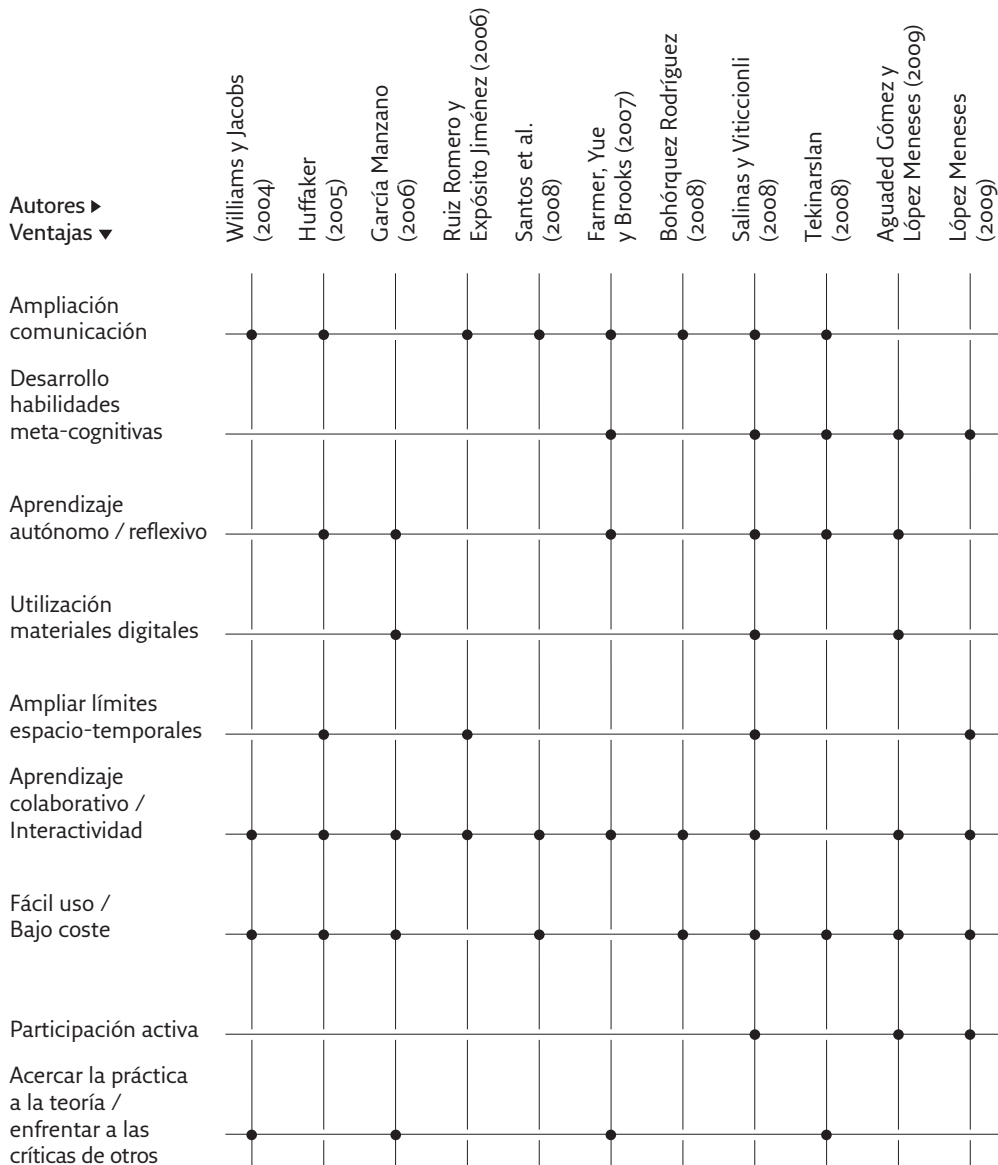 Autores ▶
Ventajas ▼
Williams y Jacobs
(2004)
Huffaker
(2005)
García Manzano
(2006)
Ruiz Romero y
Expósito Jiménez (2006)
Santos et al.
(2008)
Farmer, Yue
y Brooks (2007)
Bohórquez Rodríguez
(2008)
Salinas y Viticcionli
(2008)
Tekinarslan
(2008)
Aguaded Gómez y
López Meneses (2009)
López Meneses
(2009)
Ampliación
comunicación
Desarrollo
habilidades
meta-cognitivas
Aprendizaje
autónomo / reflexivo
Utilización
materiales digitales
Ampliar límites
espacio-temporales
Aprendizaje
colaborativo /
Interactividad
Fácil uso /
Bajo coste
Participación activa
Acercar la práctica
a la teoría /
enfrentar a las
críticas de otros